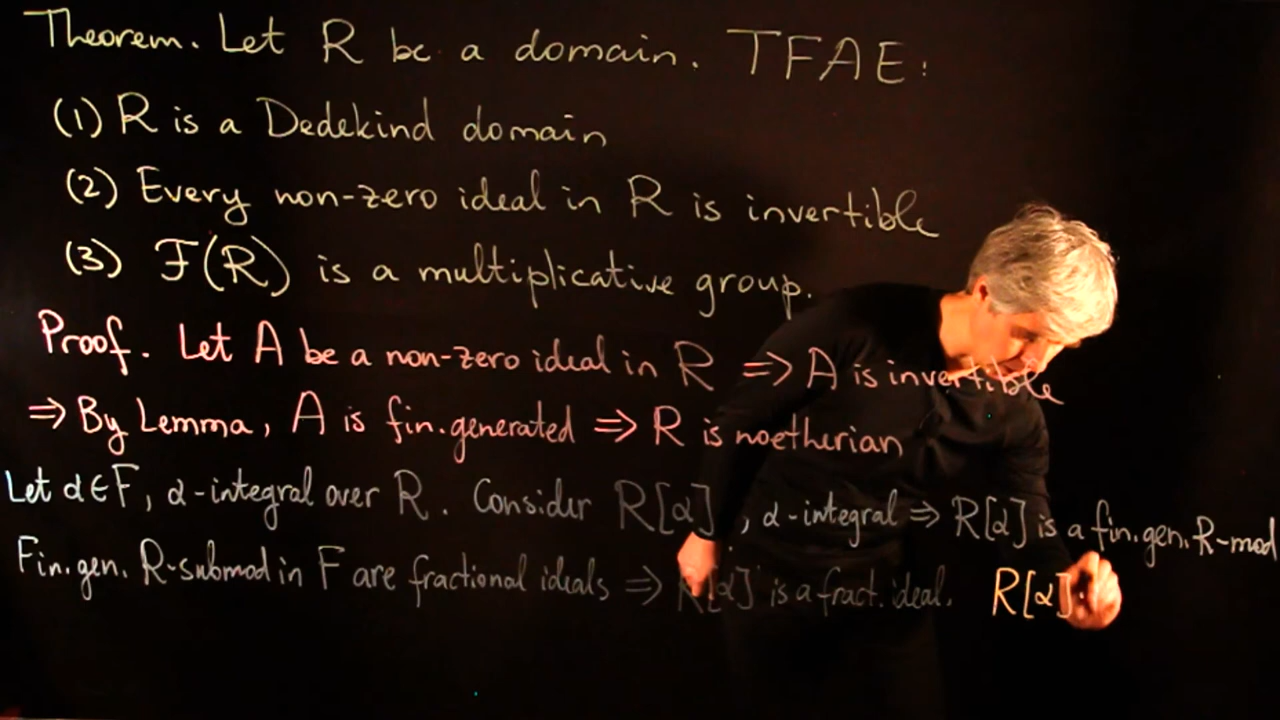 Theorem. Let R be a domain. TFAE:
(1) R is a Dedekind domain
(2) Every non-zero ideal in R is invertible
(3) F(R) is a multiplicative group.
Proof. Let A be a non-zero ideal in R ⇒ A is invertible
⇒ By Lemma, A is fin. generated ⇒ R is noetherian
Let α ∈ F, α-integral over R. Consider R[α], α-integral ⇒ R[α] is a fin. gen. R-mod
Fin. gen. R-submod in F are fractional ideals ⇒ R[α] is a fract. ideal. R[α]